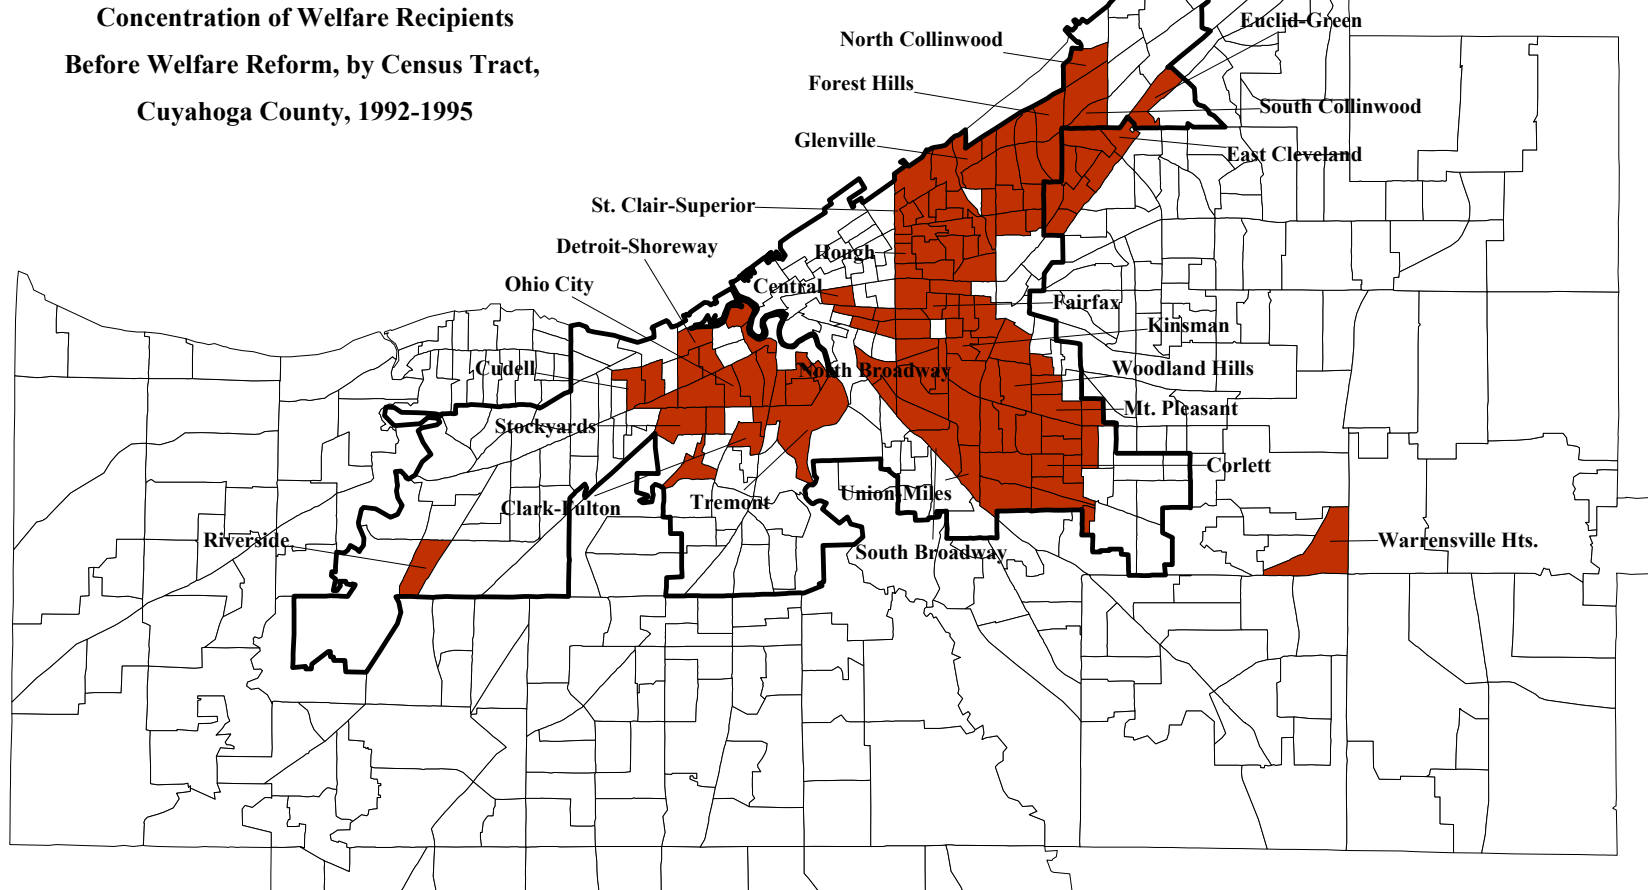 Concentration of Welfare Recipients
Before Welfare Reform, by Census Tract,
Cuyahoga County, 1992-1995
Euclid-Green
North Collinwood
Forest Hills
South Collinwood
Glenville
East Cleveland
St. Clair-Superior
Detroit-Shoreway
Hough
Ohio City
Central
Fairfax
Kinsman
Cudell
North Broadway
Woodland Hills
Mt. Pleasant
Stockyards
Corlett
Union-Miles
Tremont
Clark-Fulton
Riverside
South Broadway
Warrensville Hts.